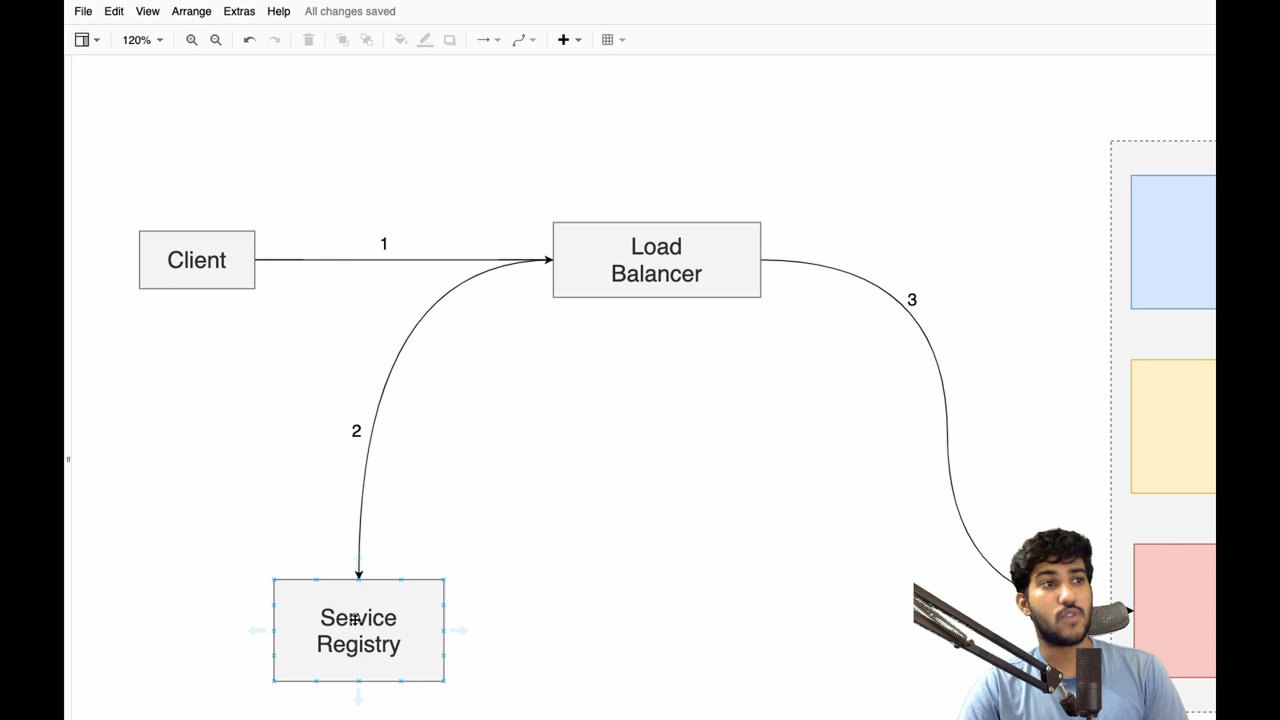 File Edit View Arrange Extras Help All changes saved
120%
1
Client
Load
Balancer
3
2
Service
Registry